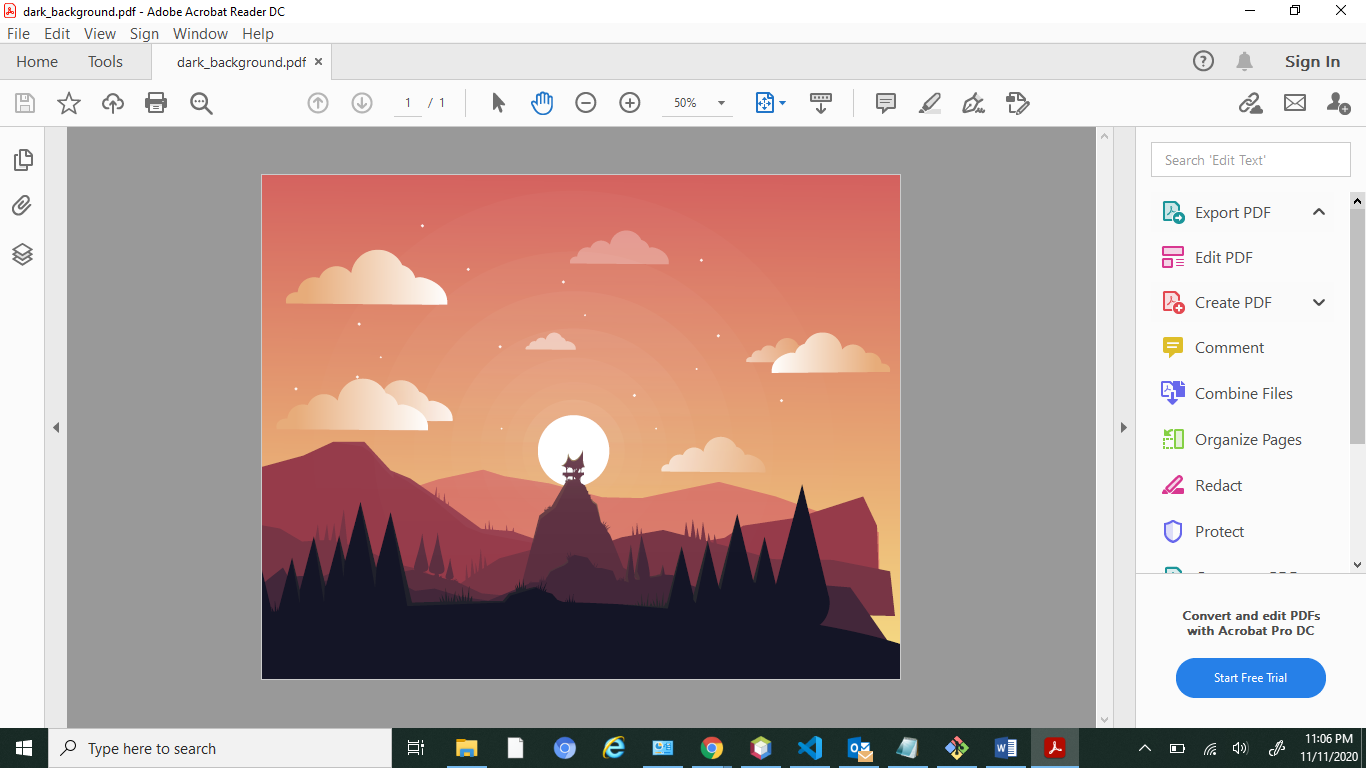 dark_background.pdf - Adobe Acrobat Reader DC
File Edit View Sign Window Help
Home Tools dark_background.pdf × Sign In
1 / 1 50%
Search 'Edit Text'
Export PDF
Edit PDF
Create PDF
Comment
Combine Files
Organize Pages
Redact
Protect
Convert and edit PDFs
with Acrobat Pro DC
Start Free Trial
Type here to search
11:06 PM
11/11/2020